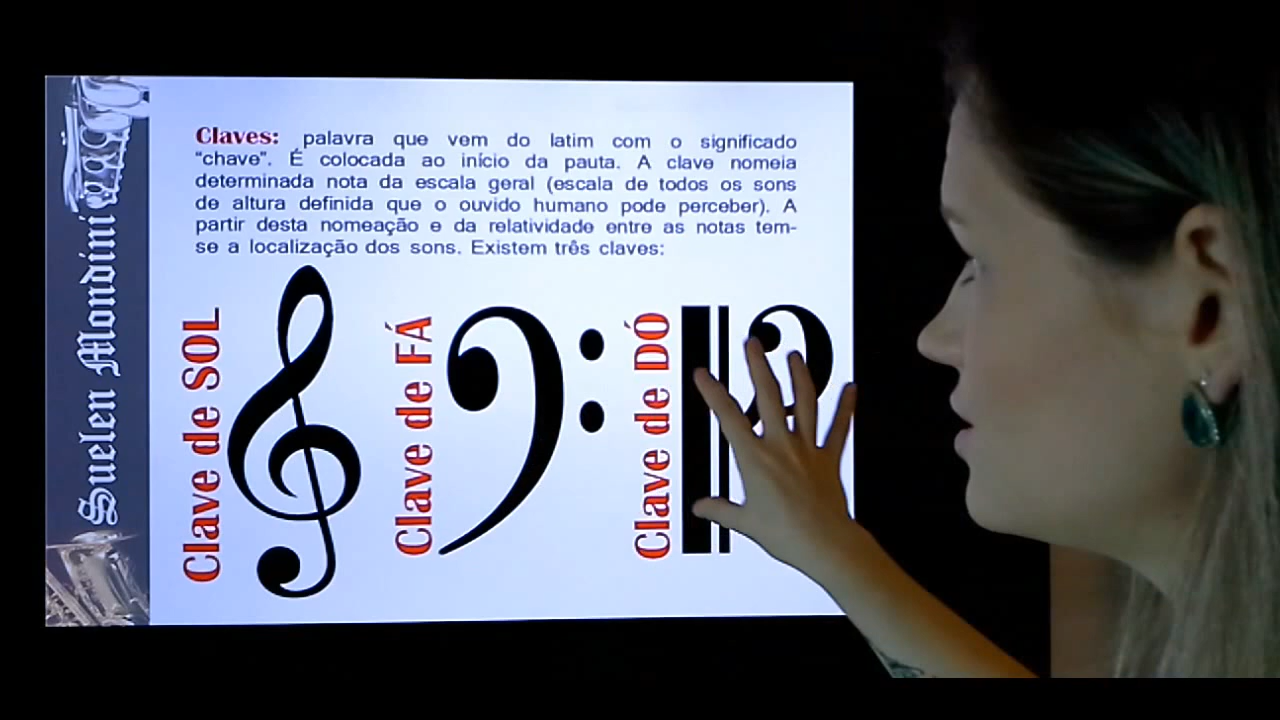 Suelen Mondini
Claves: palavra que vem do latim com o significado
"chave". É colocada ao início da pauta. A clave nomeia
determinada nota da escala geral (escala de todos os sons
de altura definida que o ouvido humano pode perceber). A
partir desta nomeação e da relatividade entre as notas tem-
se a localização dos sons. Existem três claves:
Clave de SOL
Clave de FÁ
Clave de DÓ